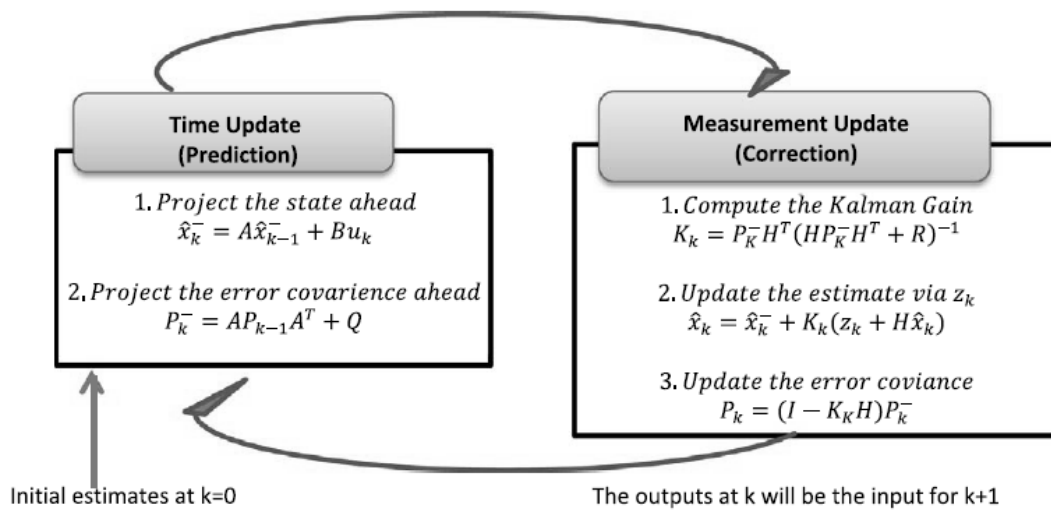 Time Update
(Prediction)
1. Project the state ahead
x̂ₖ⁻ = Ax̂ₖ₋₁⁻ + Buₖ
2. Project the error covarience ahead
Pₖ⁻ = APₖ₋₁Aᵀ + Q
Initial estimates at k=0
Measurement Update
(Correction)
1. Compute the Kalman Gain
Kₖ = P_K⁻Hᵀ(HP_K⁻Hᵀ + R)⁻¹
2. Update the estimate via zₖ
x̂ₖ = x̂ₖ⁻ + Kₖ(zₖ + Hx̂ₖ)
3. Update the error coviance
Pₖ = (I − K_KH)Pₖ⁻
The outputs at k will be the input for k+1